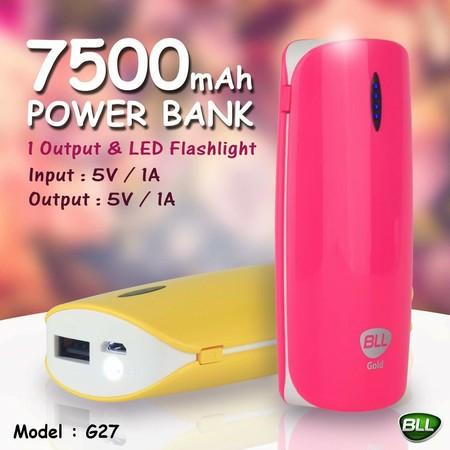 7500mAh
POWER BANK
1 Output & LED Flashlight
Input : 5V / 1A
Output : 5V / 1A
BLL
Gold
Model : G27
BLL